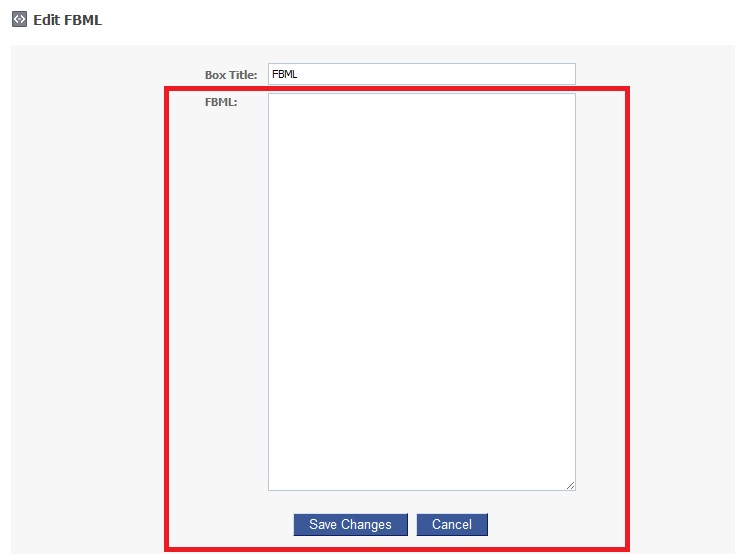 Edit FBML
Box Title: FBML
FBML:
Save Changes Cancel